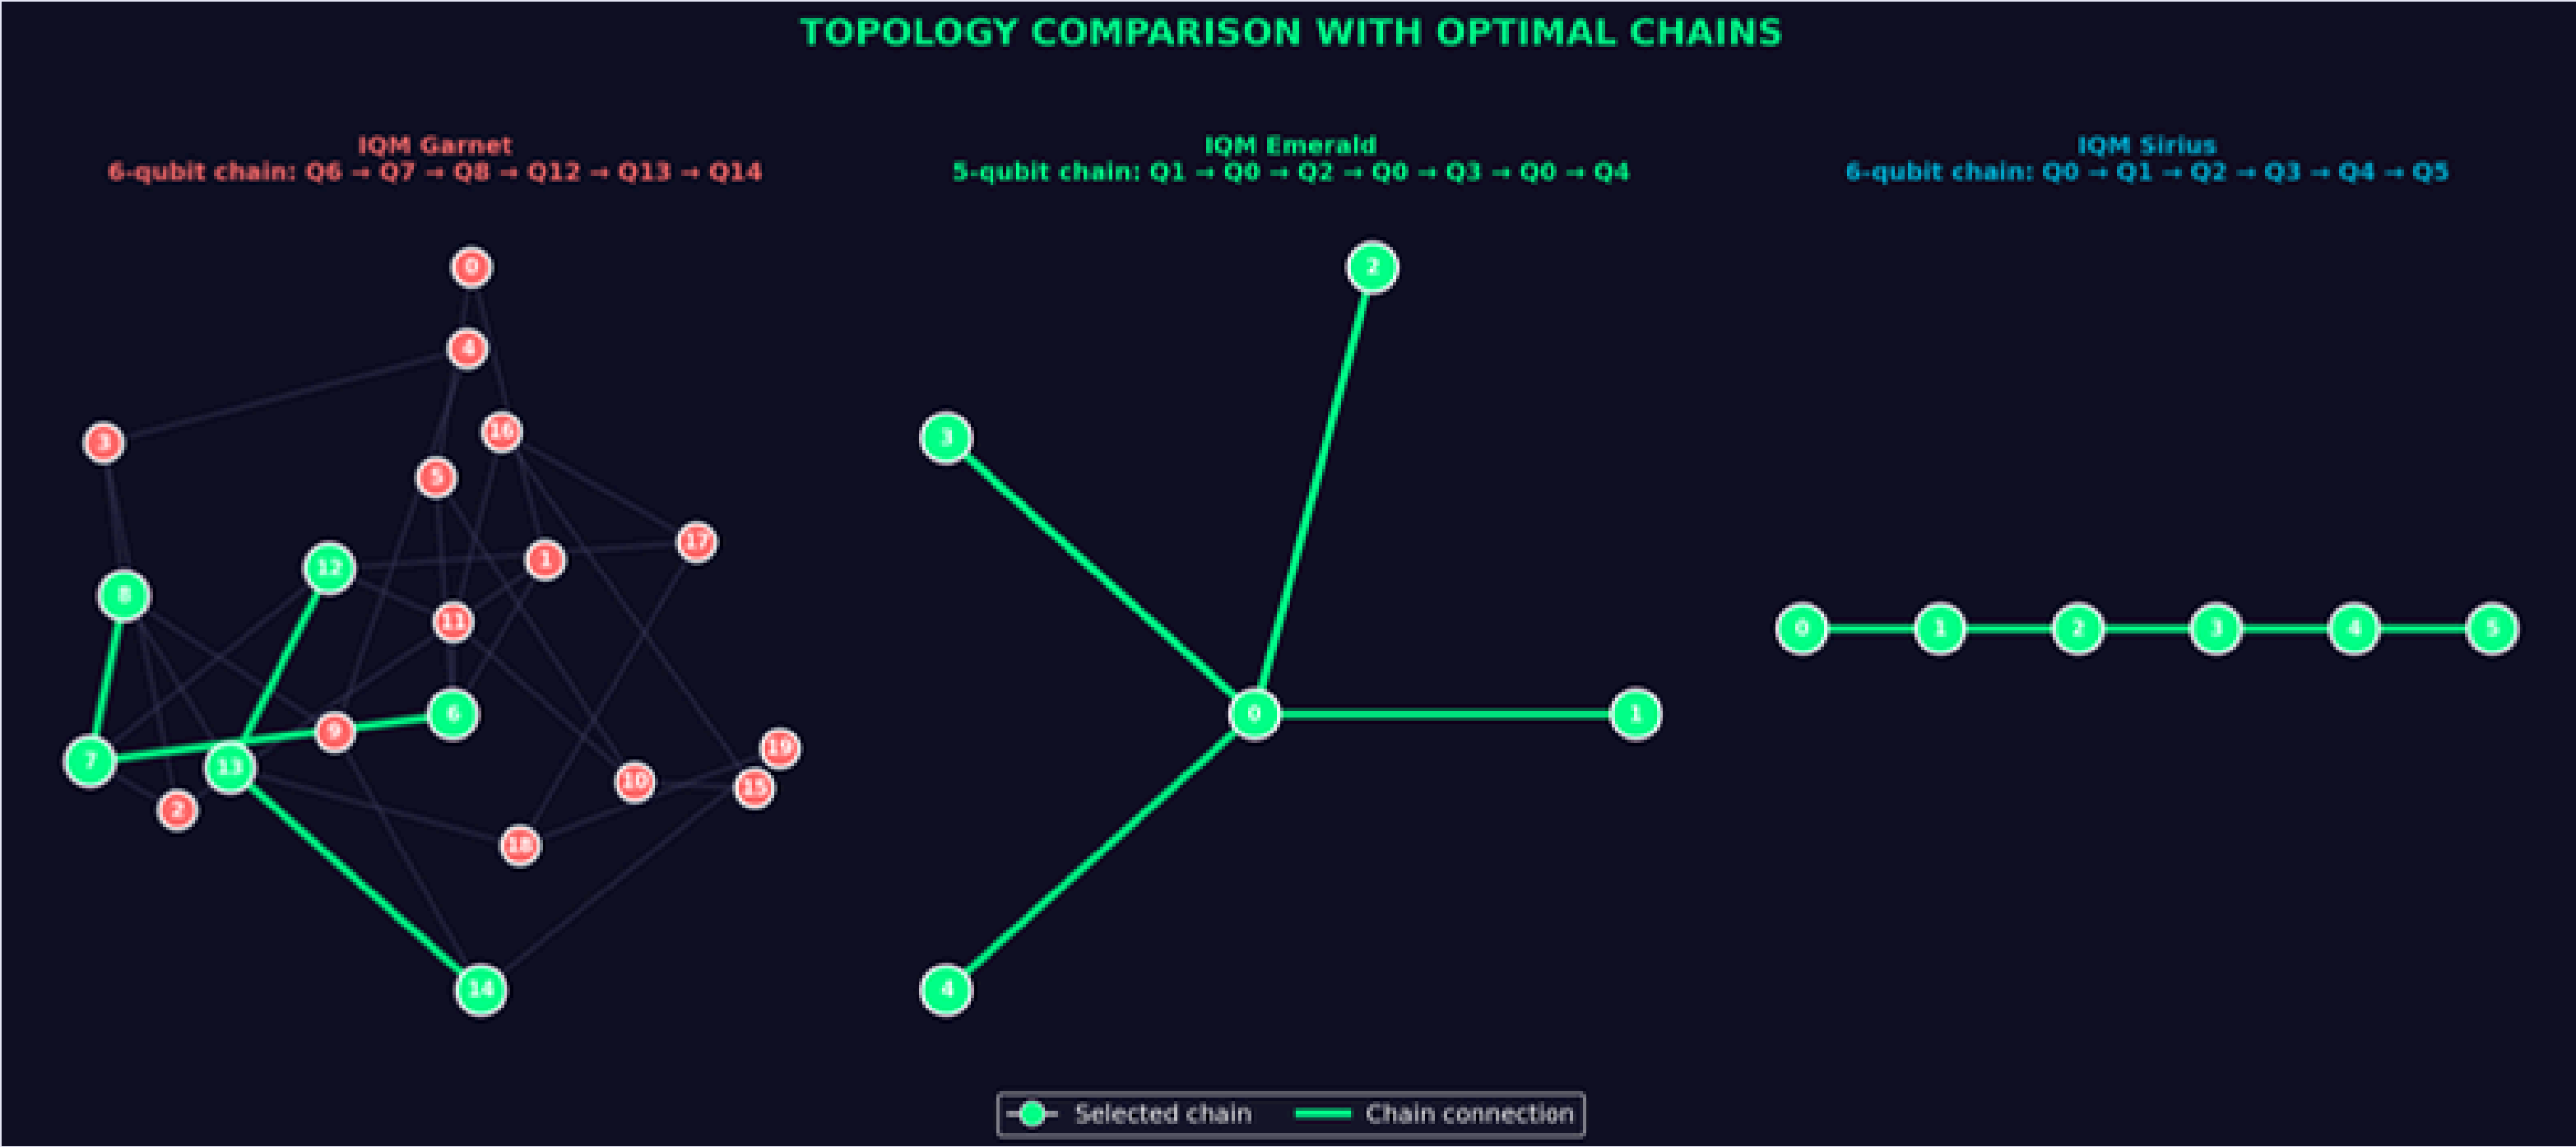 TOPOLOGY COMPARISON WITH OPTIMAL CHAINS
IQM Garnet
6-qubit chain: Q6 → Q7 → Q8 → Q12 → Q13 → Q14
IQM Emerald
5-qubit chain: Q1 → Q0 → Q2 → Q0 → Q3 → Q0 → Q4
IQM Sirius
6-qubit chain: Q0 → Q1 → Q2 → Q3 → Q4 → Q5
0
4
16
3
5
17
12
1
8
11
6
9
19
7
13
10
15
2
18
14
2
3
0
1
4
0 1 2 3 4 5
Selected chain
Chain connection